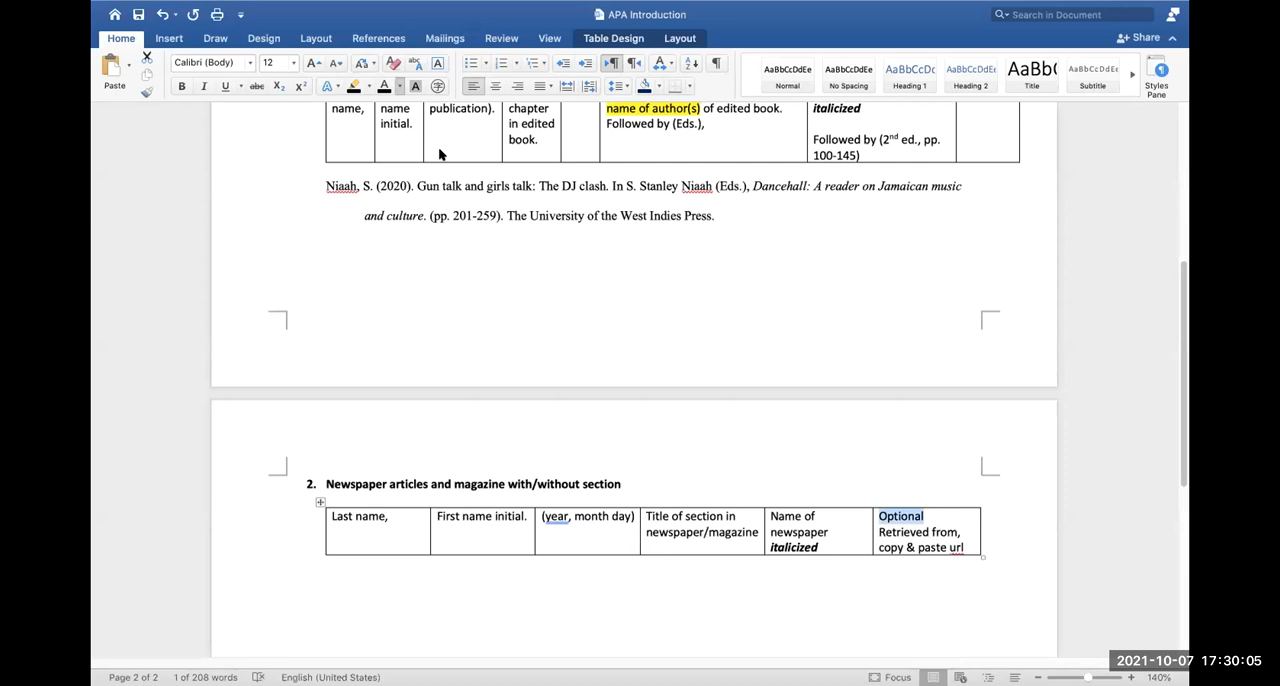 APA Introduction
Search in Document
Home Insert Draw Design Layout References Mailings Review View Table Design Layout Share
Paste
Calibri (Body) 12
AaBbCcDdEe AaBbCcDdEe AaBbCcDc AaBbCcDdEe AaBb( AaBbCcDdEe
Normal No Spacing Heading 1 Heading 2 Title Subtitle Styles
Pane
name, name publication). chapter name of author(s) of edited book. italicized
initial. in edited Followed by (Eds.),
book. Followed by (2nd ed., pp.
100-145)
Niaah, S. (2020). Gun talk and girls talk: The DJ clash. In S. Stanley Niaah (Eds.), Dancehall: A reader on Jamaican music
and culture. (pp. 201-259). The University of the West Indies Press.
2. Newspaper articles and magazine with/without section
Last name, First name initial. (year, month day) Title of section in Name of Optional
newspaper/magazine newspaper Retrieved from,
italicized copy & paste url
2021-10-07 17:30:05
Page 2 of 2 1 of 208 words English (United States) Focus 140%